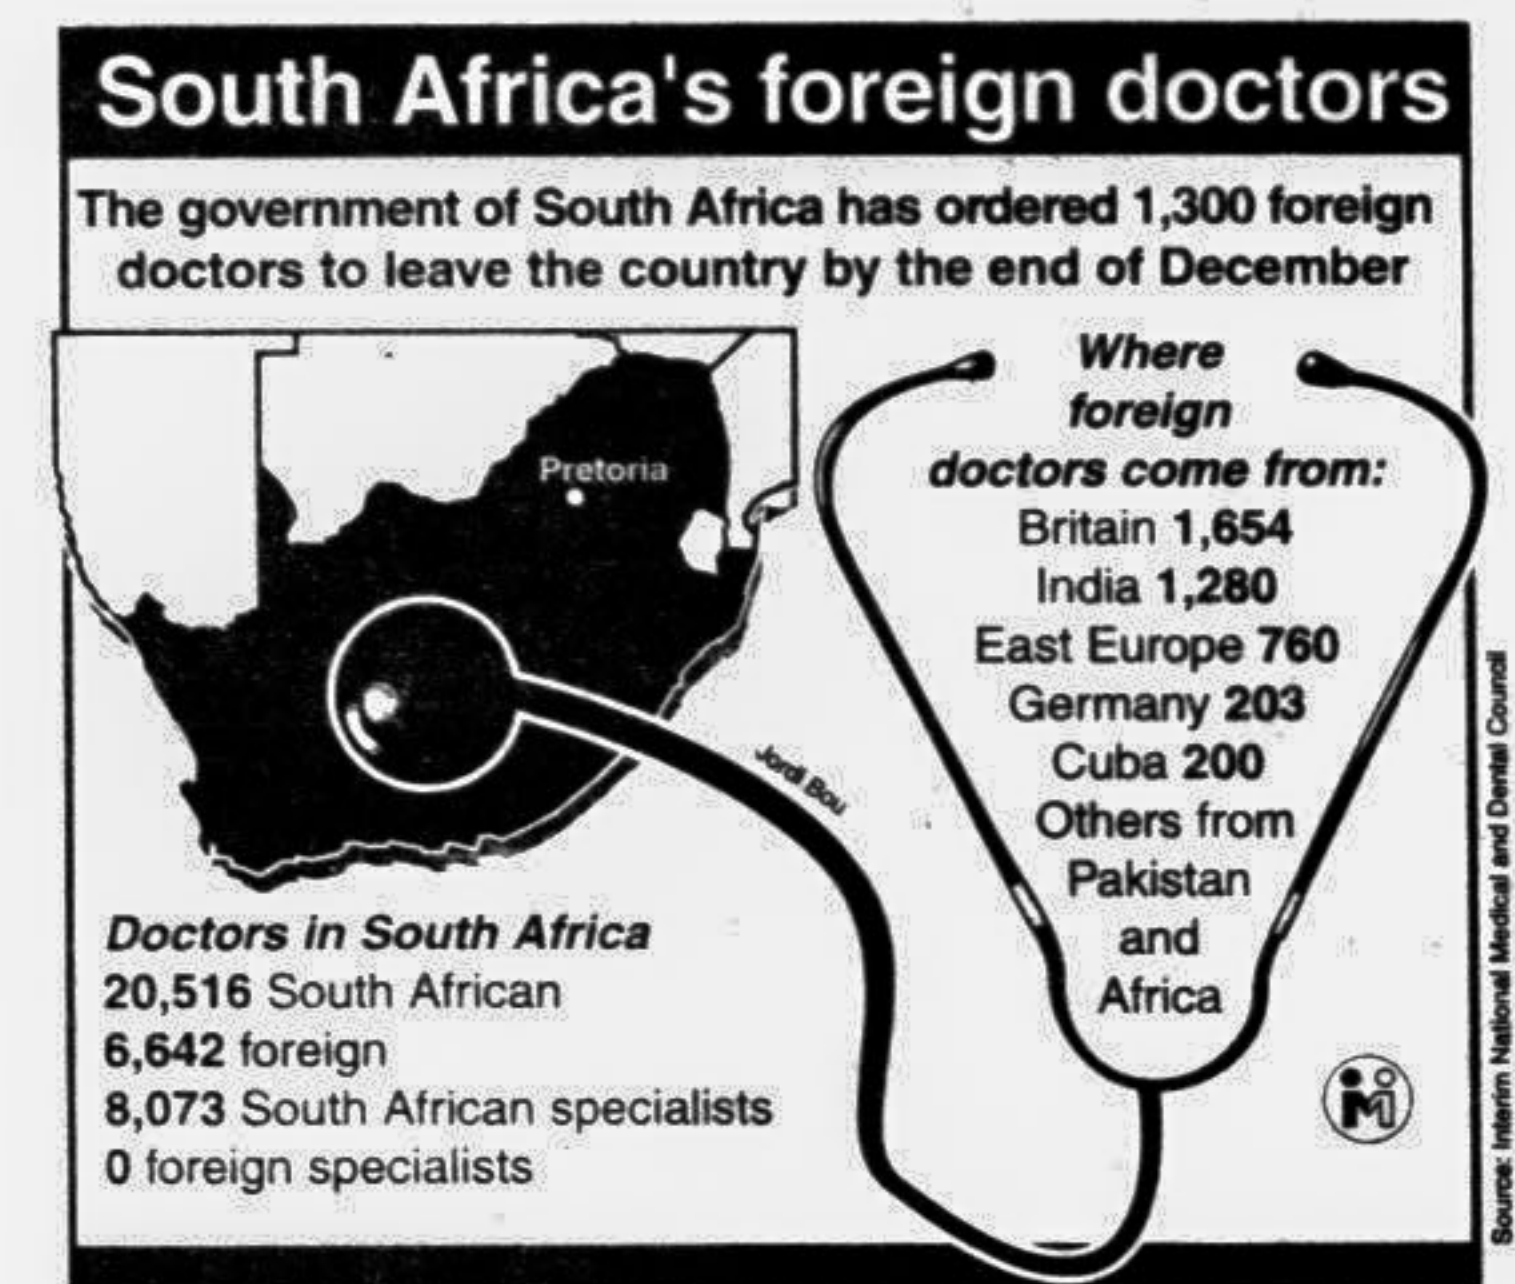 South Africa's foreign doctors
The government of South Africa has ordered 1,300 foreign
doctors to leave the country by the end of December
Pretoria
Jordi Bou
Doctors in South Africa
20,516 South African
6,642 foreign
8,073 South African specialists
0 foreign specialists
Where
foreign
doctors come from:
Britain 1,654
India 1,280
East Europe 760
Germany 203
Cuba 200
Others from
Pakistan
and
Africa
Source: Interim National Medical and Dental Council